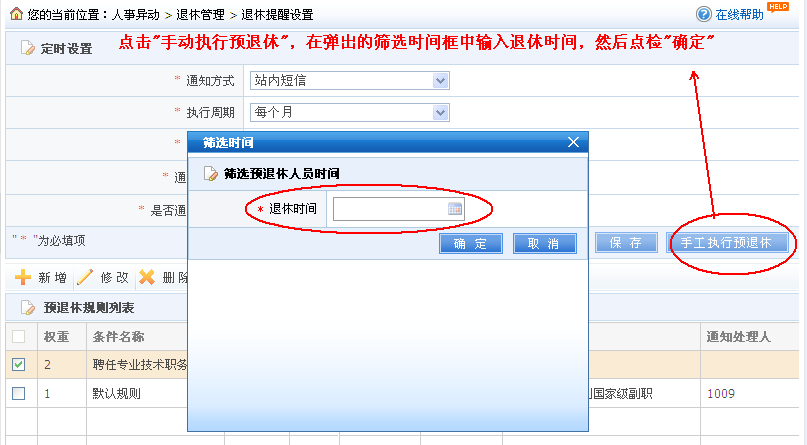 您的当前位置：人事异动 > 退休管理 > 退休提醒设置
在线帮助 HELP
定时设置
点击"手动执行预退休"，在弹出的筛选时间框中输入退休时间，然后点检"确定"
* 通知方式 站内短信
* 执行周期 每个月
*
* 通
* 是否通
筛选时间
筛选预退休人员时间
* 退休时间
确 定 取 消
" * "为必填项 保 存 手工执行预退休
新 增 修 改 删 除
预退休规则列表
权重 条件名称 通知处理人
2 聘任专业技术职务
1 默认规则 国家级副职 1009